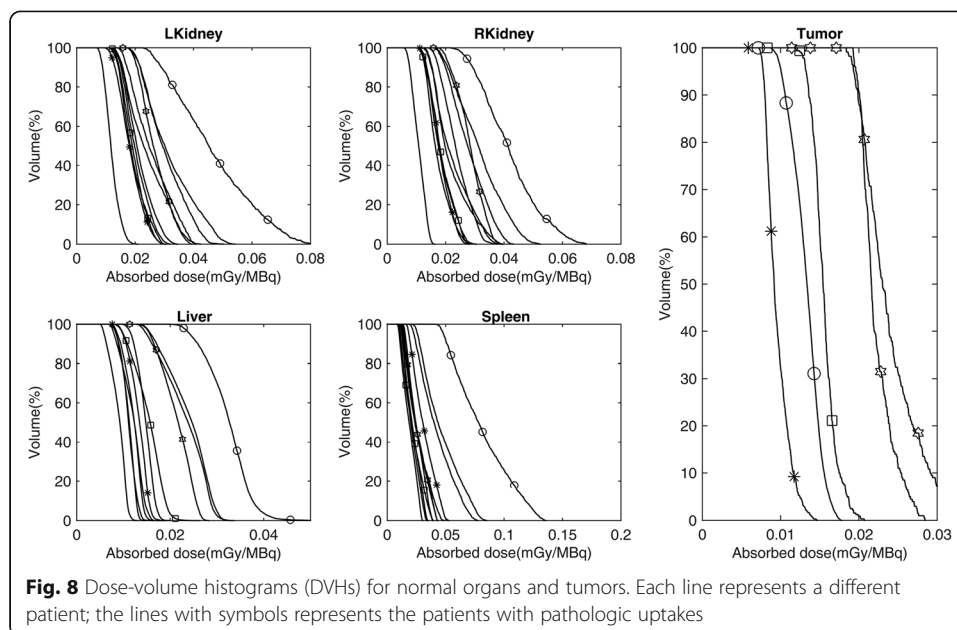 LKidney
100
80
60
40
20
0
Volume(%)
0 0.02 0.04 0.06 0.08
Absorbed dose(mGy/MBq)
RKidney
100
80
60
40
20
0
Volume(%)
0 0.02 0.04 0.06 0.08
Absorbed dose(mGy/MBq)
Liver
100
80
60
40
20
0
Volume(%)
0 0.02 0.04
Absorbed dose(mGy/MBq)
Spleen
100
80
60
40
20
0
Volume(%)
0 0.05 0.1 0.15 0.2
Absorbed dose(mGy/MBq)
Tumor
100
90
80
70
60
50
40
30
20
10
0
Volume(%)
0 0.01 0.02 0.03
Absorbed dose(mGy/MBq)
Fig. 8 Dose-volume histograms (DVHs) for normal organs and tumors. Each line represents a different
patient; the lines with symbols represents the patients with pathologic uptakes